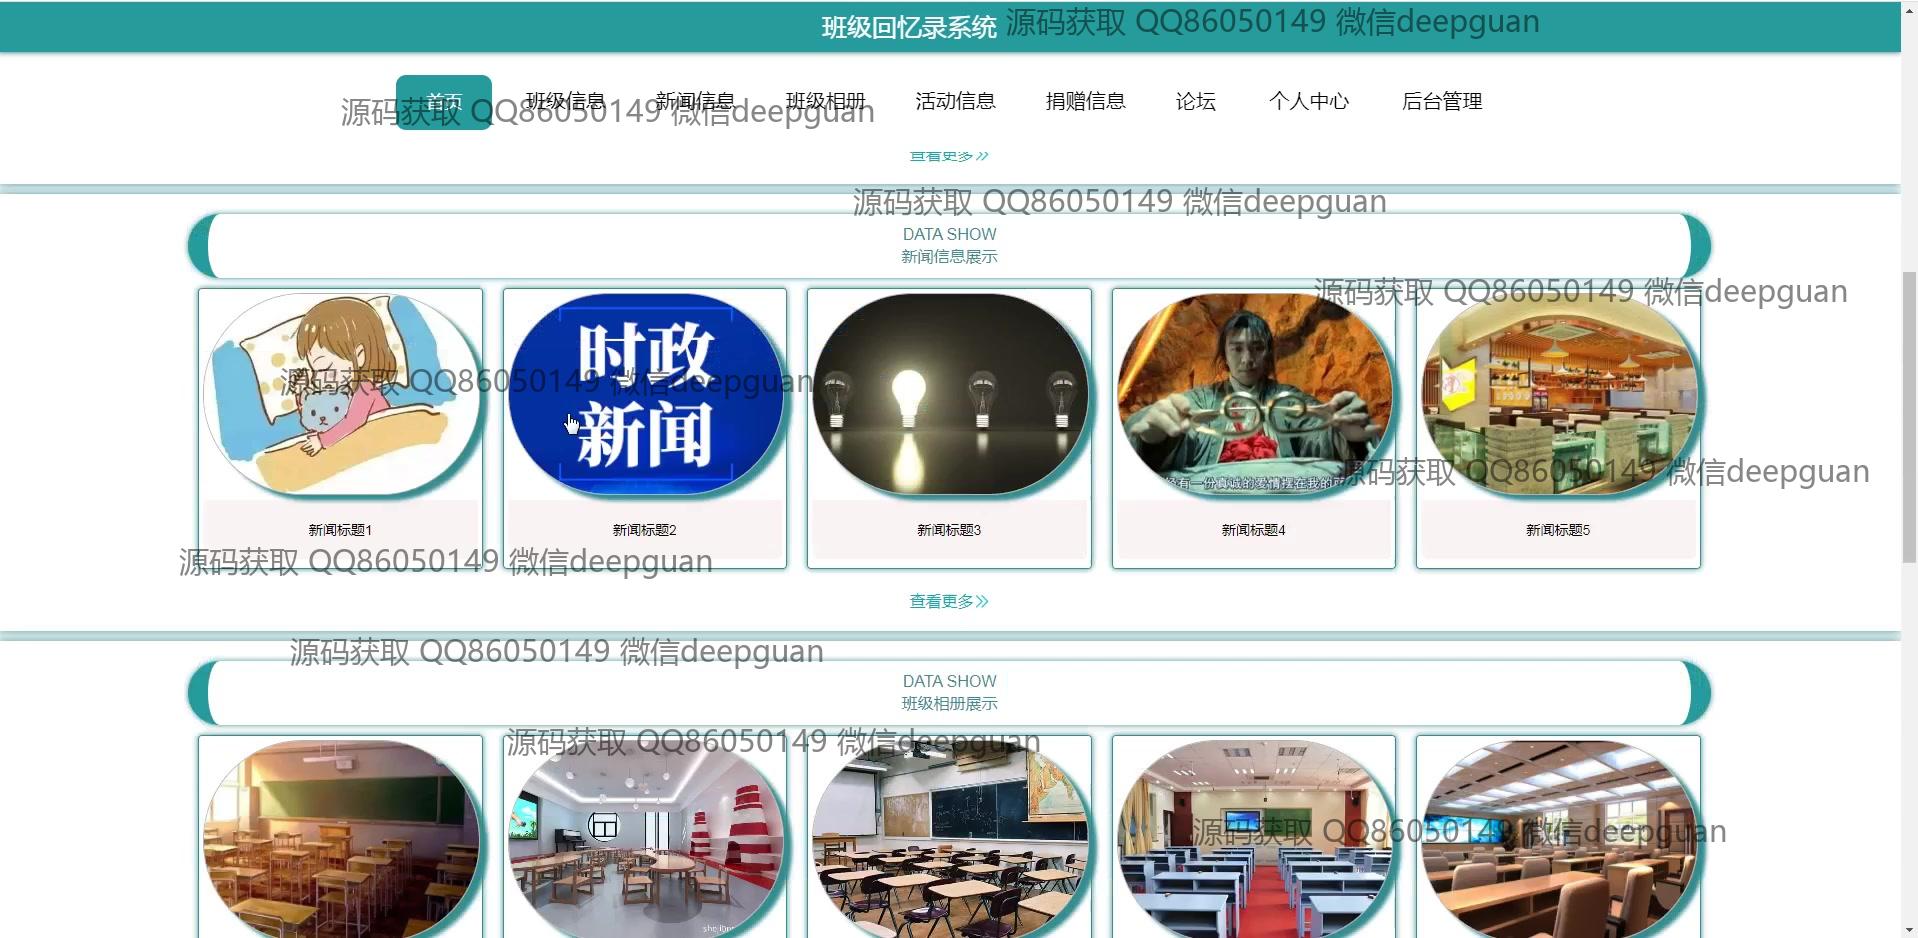 班级回忆录系统
源码获取 QQ86050149 微信deepguan
首页
班级信息
新闻信息
班级相册
活动信息
捐赠信息
论坛
个人中心
后台管理
源码获取 QQ86050149 微信deepguan
查看更多
源码获取 QQ86050149 微信deepguan
DATA SHOW
新闻信息展示
源码获取 QQ86050149 微信deepguan
时政
新闻
源码获取 QQ86050149 微信deepguan
有一份真诚的爱情摆在我的
源码获取 QQ86050149 微信deepguan
新闻标题1
新闻标题2
新闻标题3
新闻标题4
新闻标题5
源码获取 QQ86050149 微信deepguan
查看更多
源码获取 QQ86050149 微信deepguan
DATA SHOW
班级相册展示
源码获取 QQ86050149 微信deepguan
源码获取 QQ86050149 微信deepguan